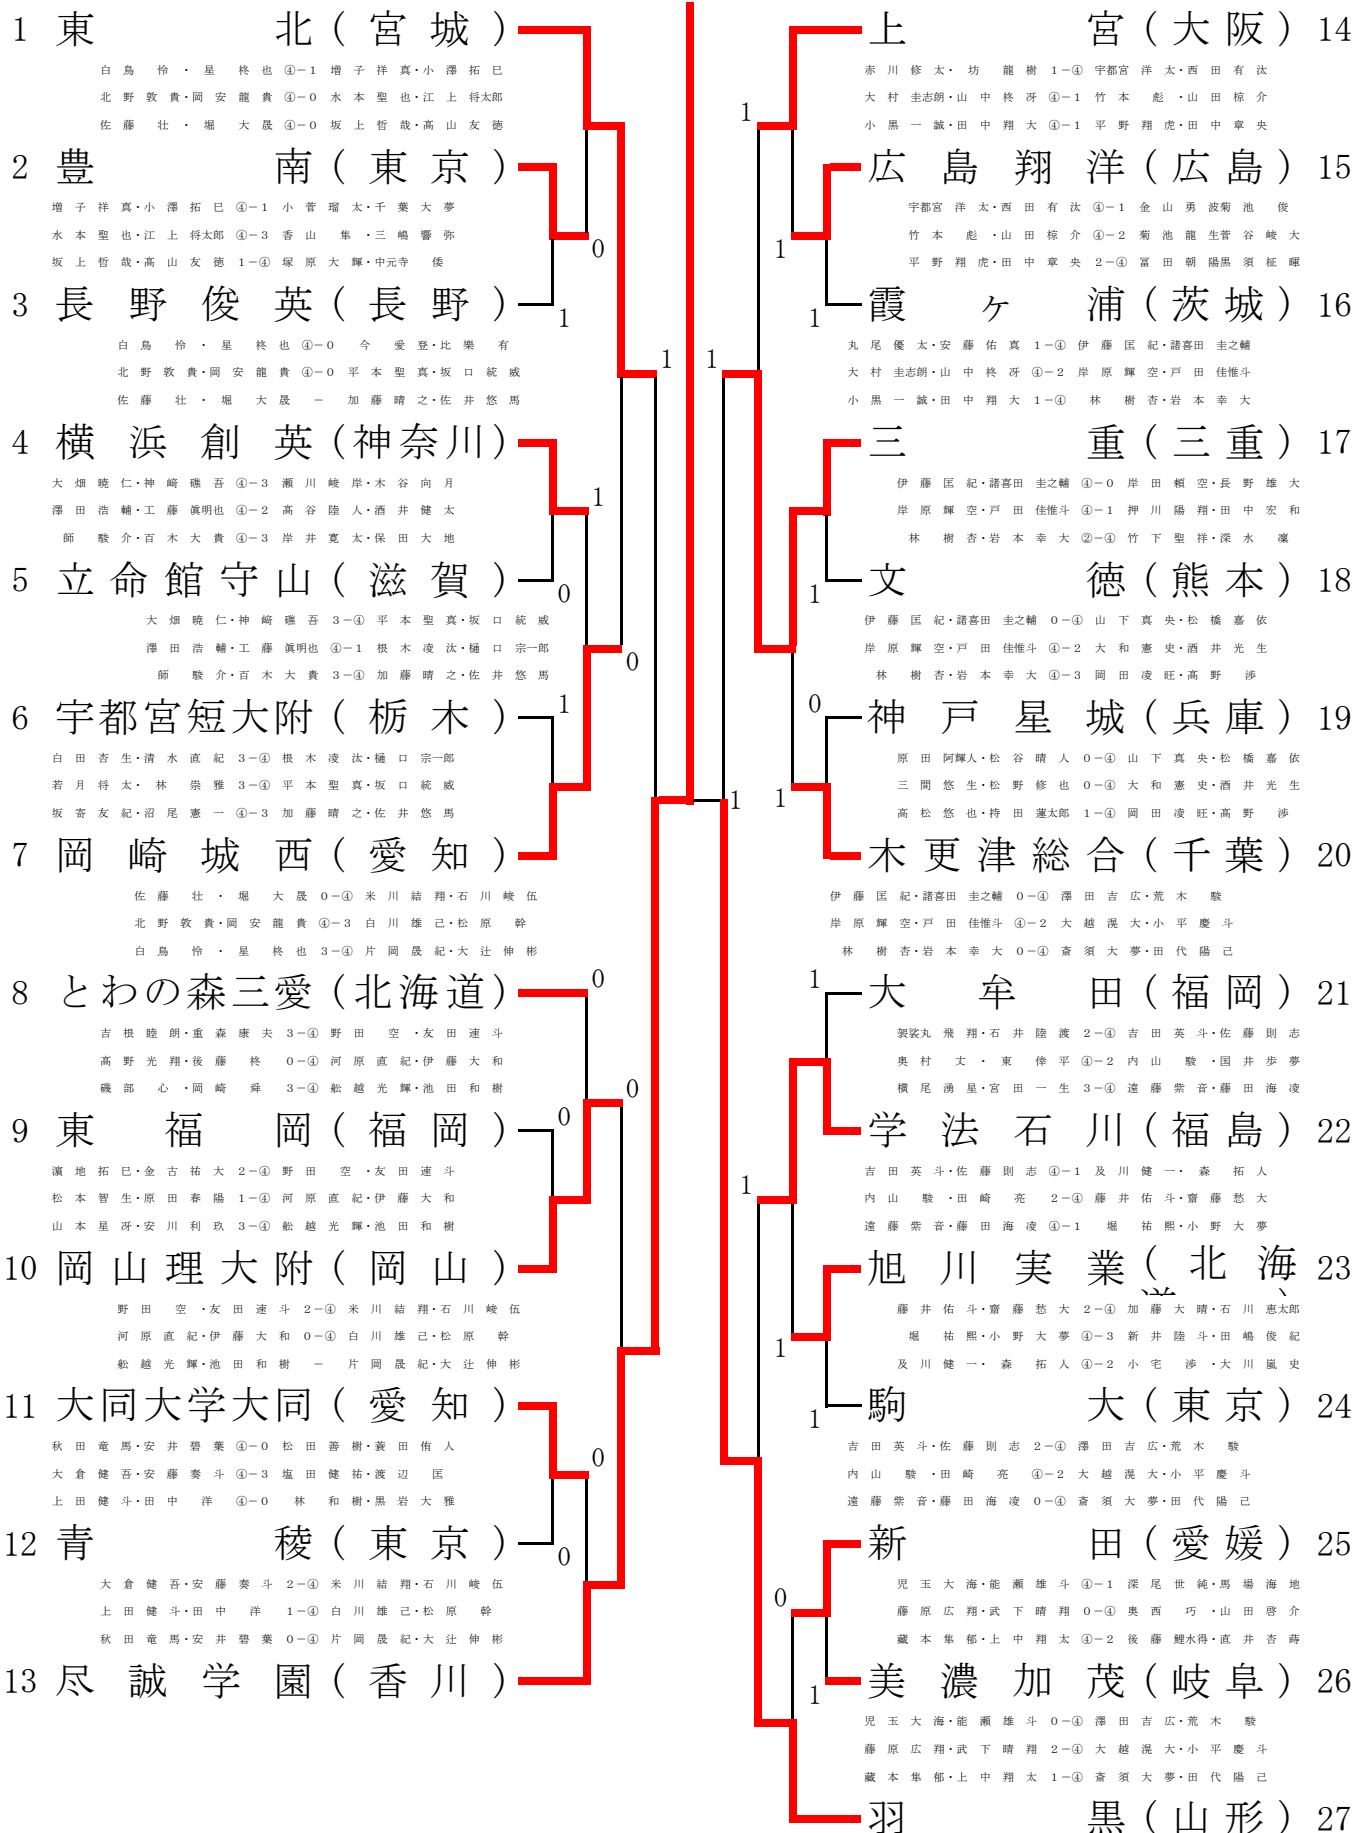 1 東北(宮城)
白鳥怜・星柊也 ④-1 増子祥真・小澤拓巳
北野敦貴・岡安龍貴 ④-0 水本聖也・江上将太郎
佐藤壮・堀大晟 ④-0 坂上哲哉・高山友徳
2 豊南(東京)
増子祥真・小澤拓巳 ④-1 小菅瑠太・千葉大夢
水本聖也・江上将太郎 ④-3 香山隼・三嶋響弥
坂上哲哉・高山友徳 1-④ 塚原大輝・中元寺倭
0
3 長野俊英(長野)
1
白鳥怜・星柊也 ④-0 今愛登・比樂有
北野敦貴・岡安龍貴 ④-0 平本聖真・坂口統威
佐藤壮・堀大晟 - 加藤晴之・佐井悠馬
1
4 横浜創英(神奈川)
大畑暁仁・神崎礁吾 ④-3 瀬川峻岸・木谷向月
澤田浩輔・工藤眞明也 ④-2 高谷陸人・酒井健太
師駿介・百木大貴 ④-3 岸井寛太・保田大地
1
5 立命館守山(滋賀)
0
大畑暁仁・神崎礁吾 3-④ 平本聖真・坂口統威
澤田浩輔・工藤眞明也 ④-1 根木凌汰・樋口宗一郎
師駿介・百木大貴 3-④ 加藤晴之・佐井悠馬
0
6 宇都宮短大附(栃木)
1
白田杏生・清水直紀 3-④ 根木凌汰・樋口宗一郎
若月将太・林崇雅 3-④ 平本聖真・坂口統威
坂寄友紀・沼尾憲一 ④-3 加藤晴之・佐井悠馬
7 岡崎城西(愛知)
佐藤壮・堀大晟 0-④ 米川結翔・石川峻伍
北野敦貴・岡安龍貴 ④-3 白川雄己・松原幹
白鳥怜・星柊也 3-④ 片岡晟紀・大辻伸彬
8 とわの森三愛(北海道)
0
吉根睦朗・重森康夫 3-④ 野田空・友田速斗
高野光翔・後藤柊 0-④ 河原直紀・伊藤大和
磯部心・岡崎舜 3-④ 舩越光輝・池田和樹
0
9 東福岡(福岡)
0
濵地拓巳・金古祐大 2-④ 野田空・友田速斗
松本智生・原田春陽 1-④ 河原直紀・伊藤大和
山本星冴・安川利玖 3-④ 舩越光輝・池田和樹
10 岡山理大附(岡山)
野田空・友田速斗 2-④ 米川結翔・石川峻伍
河原直紀・伊藤大和 0-④ 白川雄己・松原幹
舩越光輝・池田和樹 - 片岡晟紀・大辻伸彬
11 大同大学大同(愛知)
秋田竜馬・安井碧葉 ④-0 松田善樹・蓑田侑人
大倉健吾・安藤奏斗 ④-3 塩田健祐・渡辺匡
上田健斗・田中洋 ④-0 林和樹・黒岩大雅
0
12 青稜(東京)
0
大倉健吾・安藤奏斗 2-④ 米川結翔・石川峻伍
上田健斗・田中洋 1-④ 白川雄己・松原幹
秋田竜馬・安井碧葉 0-④ 片岡晟紀・大辻伸彬
13 尽誠学園(香川)
上宮(大阪) 14
赤川修太・坊龍樹 1-④ 宇都宮洋太・西田有汰
大村圭志朗・山中柊冴 ④-1 竹本彪・山田椋介
小黒一誠・田中翔大 ④-1 平野翔虎・田中章央
1
広島翔洋(広島) 15
宇都宮洋太・西田有汰 ④-1 金山勇波菊池俊
竹本彪・山田椋介 ④-2 菊池龍生菅谷崚大
平野翔虎・田中章央 2-④ 冨田朝陽黒須柾暉
1
霞ヶ浦(茨城) 16
1
丸尾優太・安藤佑真 1-④ 伊藤匡紀・諸喜田圭之輔
大村圭志朗・山中柊冴 ④-2 岸原輝空・戸田佳惟斗
小黒一誠・田中翔大 1-④ 林樹杏・岩本幸大
1
三重(三重) 17
伊藤匡紀・諸喜田圭之輔 ④-0 岸田頼空・長野雄大
岸原輝空・戸田佳惟斗 ④-1 押川陽翔・田中宏和
林樹杏・岩本幸大 ②-④ 竹下聖祥・深水凜
文徳(熊本) 18
1
伊藤匡紀・諸喜田圭之輔 0-④ 山下真央・松橋嘉依
岸原輝空・戸田佳惟斗 ④-2 大和憲史・酒井光生
林樹杏・岩本幸大 ④-3 岡田凌旺・髙野渉
神戸星城(兵庫) 19
0
原田阿輝人・松谷晴人 0-④ 山下真央・松橋嘉依
三間悠生・松野修也 0-④ 大和憲史・酒井光生
高松悠也・持田蓮太郎 1-④ 岡田凌旺・髙野渉
1
1
木更津総合(千葉) 20
伊藤匡紀・諸喜田圭之輔 0-④ 澤田吉広・荒木駿
岸原輝空・戸田佳惟斗 ④-2 大越滉大・小平慶斗
林樹杏・岩本幸大 0-④ 斎須大夢・田代陽己
大牟田(福岡) 21
1
袈裟丸飛翔・石井陸渡 2-④ 吉田英斗・佐藤則志
奥村丈・東倖平 ④-2 内山駿・国井歩夢
横尾湧星・宮田一生 3-④ 遠藤紫音・藤田海凌
学法石川(福島) 22
吉田英斗・佐藤則志 ④-1 及川健一・森拓人
内山駿・田崎亮 2-④ 藤井佑斗・齋藤愁大
遠藤紫音・藤田海凌 ④-1 堀祐熙・小野大夢
1
旭川実業(北海 23
藤井佑斗・齋藤愁大 2-④ 加藤大晴・石川恵太郎
堀祐熙・小野大夢 ④-3 新井陸斗・田嶋俊紀
及川健一・森拓人 ④-2 小宅渉・大川嵐史
1
駒大(東京) 24
1
吉田英斗・佐藤則志 2-④ 澤田吉広・荒木駿
内山駿・田崎亮 ④-2 大越滉大・小平慶斗
遠藤紫音・藤田海凌 0-④ 斎須大夢・田代陽己
新田(愛媛) 25
児玉大海・能瀬雄斗 ④-1 深尾世純・馬場海地
藤原広翔・武下晴翔 0-④ 奥西巧・山田啓介
藏本隼郁・上中翔太 ④-2 後藤鯉水得・直井杏蒔
0
美濃加茂(岐阜) 26
1
児玉大海・能瀬雄斗 0-④ 澤田吉広・荒木駿
藤原広翔・武下晴翔 2-④ 大越滉大・小平慶斗
藏本隼郁・上中翔太 1-④ 斎須大夢・田代陽己
羽黒(山形) 27